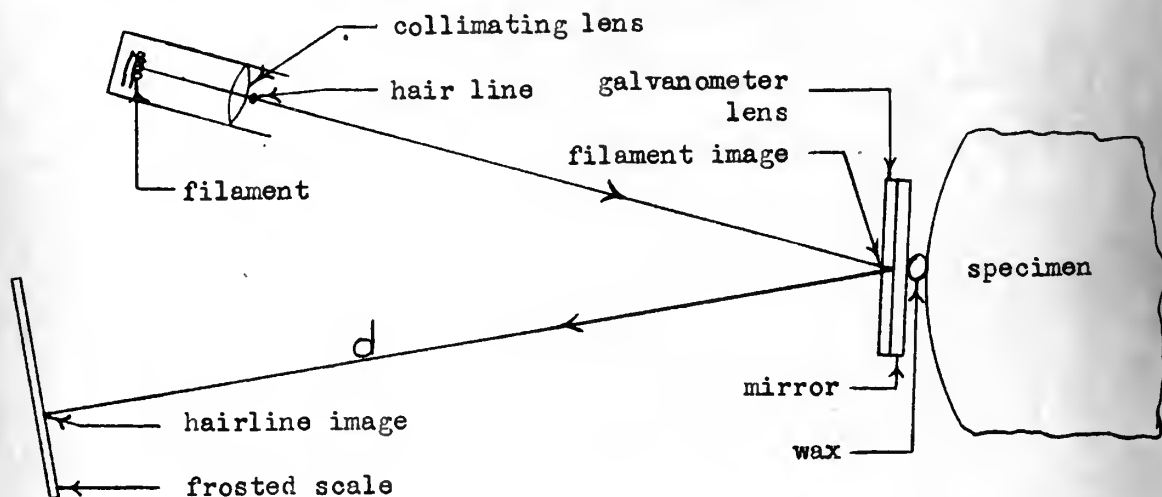 collimating lens
hair line
galvanometer
lens
filament image
filament
specimen
d
mirror
hairline image
wax
frosted scale